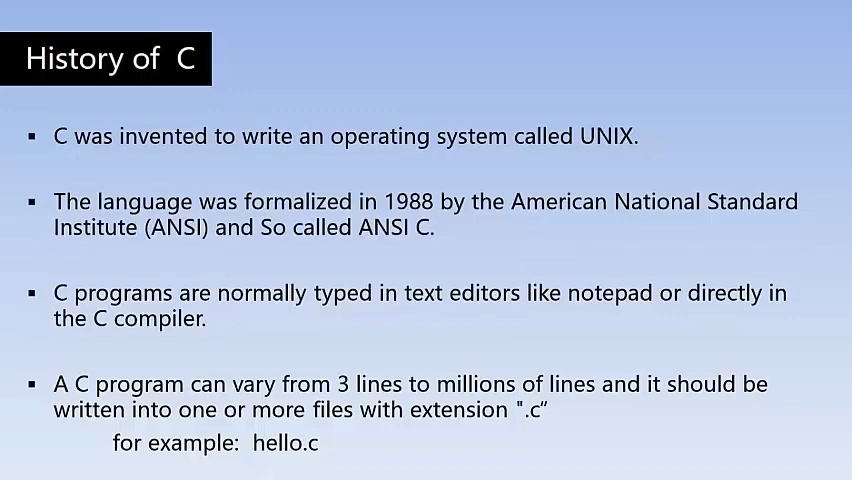 History of  C
▪ C was invented to write an operating system called UNIX.
▪ The language was formalized in 1988 by the American National Standard
Institute (ANSI) and So called ANSI C.
▪ C programs are normally typed in text editors like notepad or directly in
the C compiler.
▪ A C program can vary from 3 lines to millions of lines and it should be
written into one or more files with extension ".c“
for example:  hello.c